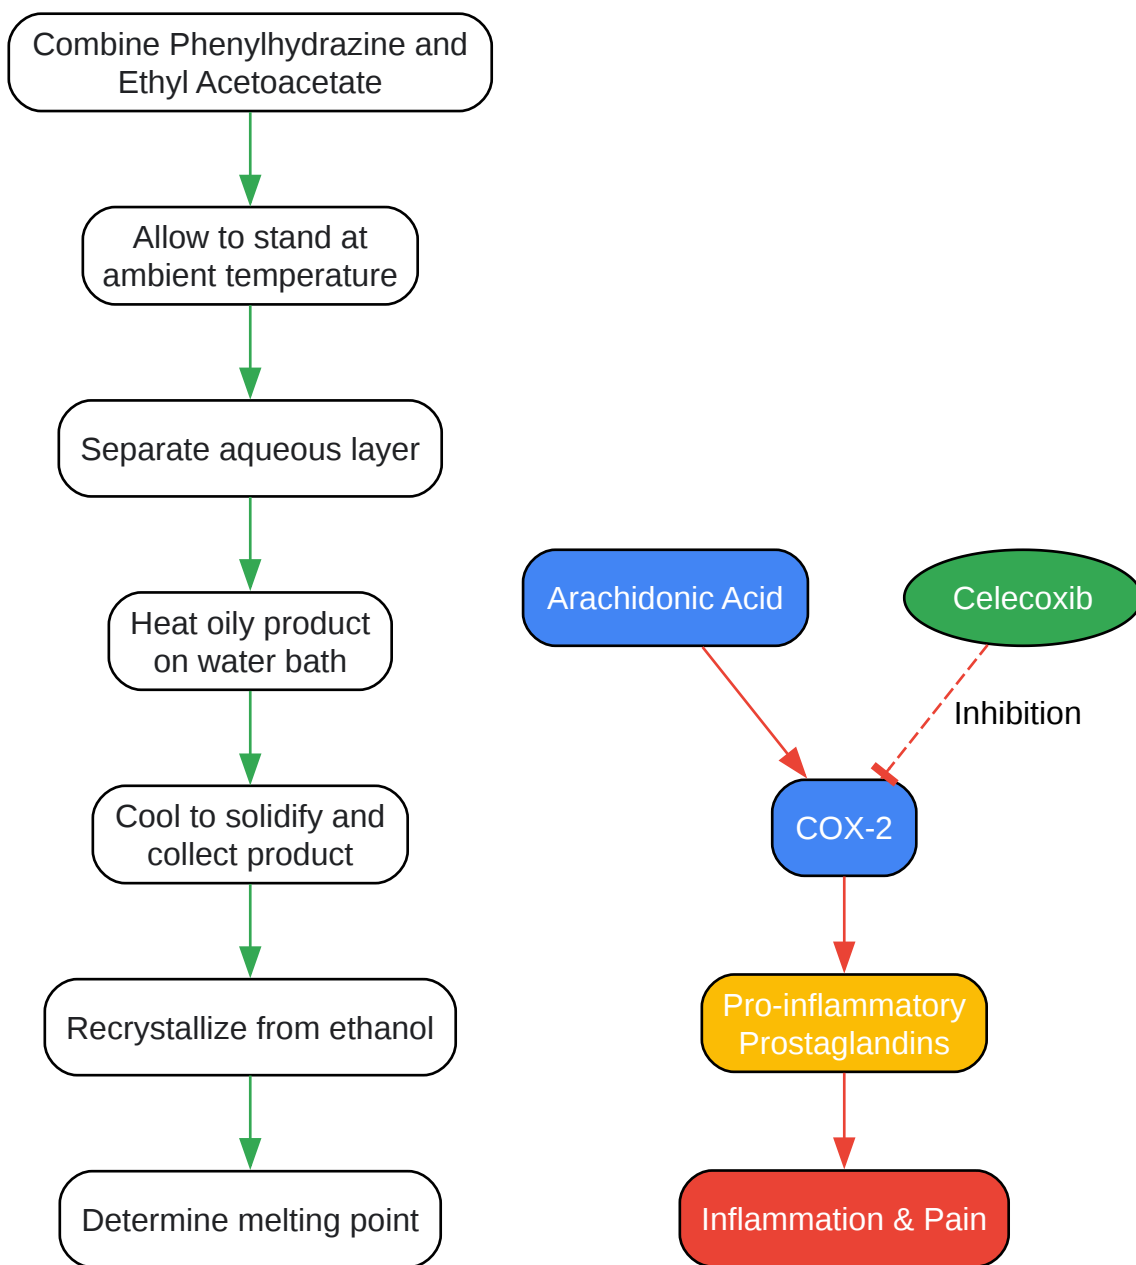 Combine Phenylhydrazine and
Ethyl Acetoacetate
Allow to stand at
ambient temperature
Separate aqueous layer
Heat oily product
on water bath
Cool to solidify and
collect product
Recrystallize from ethanol
Determine melting point
Arachidonic Acid
Celecoxib
Inhibition
COX-2
Pro-inflammatory
Prostaglandins
Inflammation & Pain